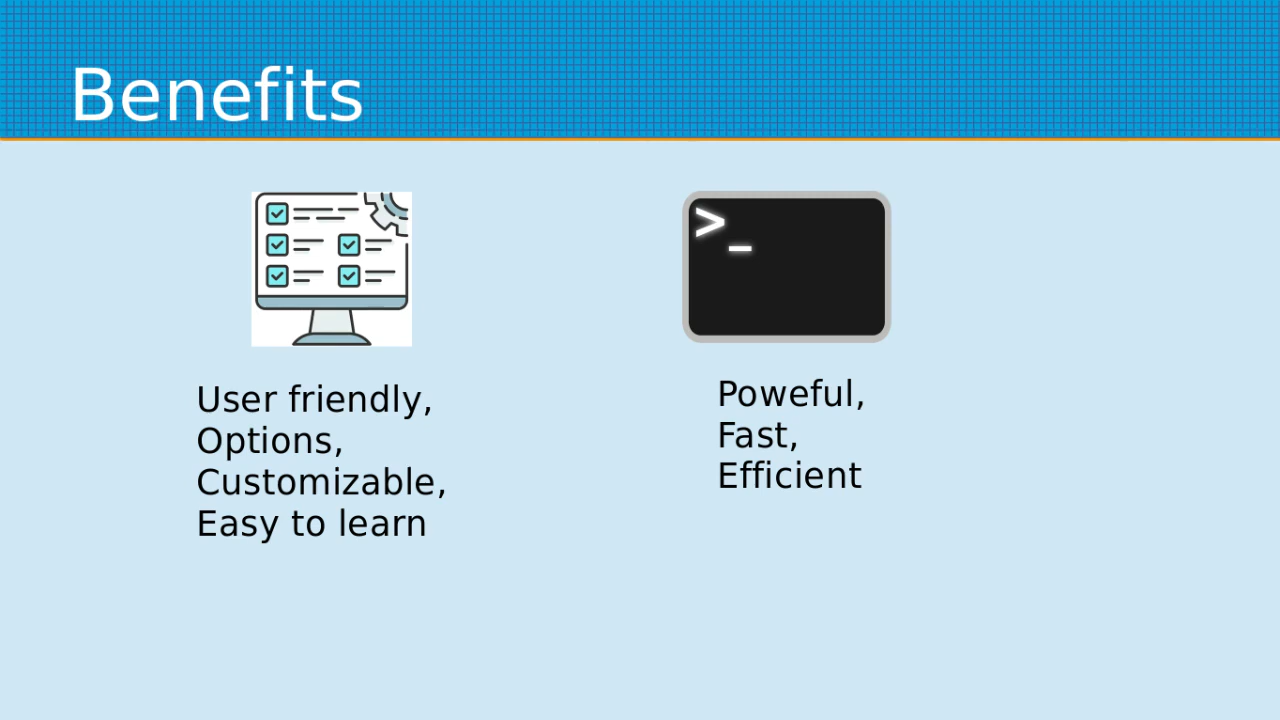 Benefits
>_
User friendly,
Options,
Customizable,
Easy to learn
Poweful,
Fast,
Efficient